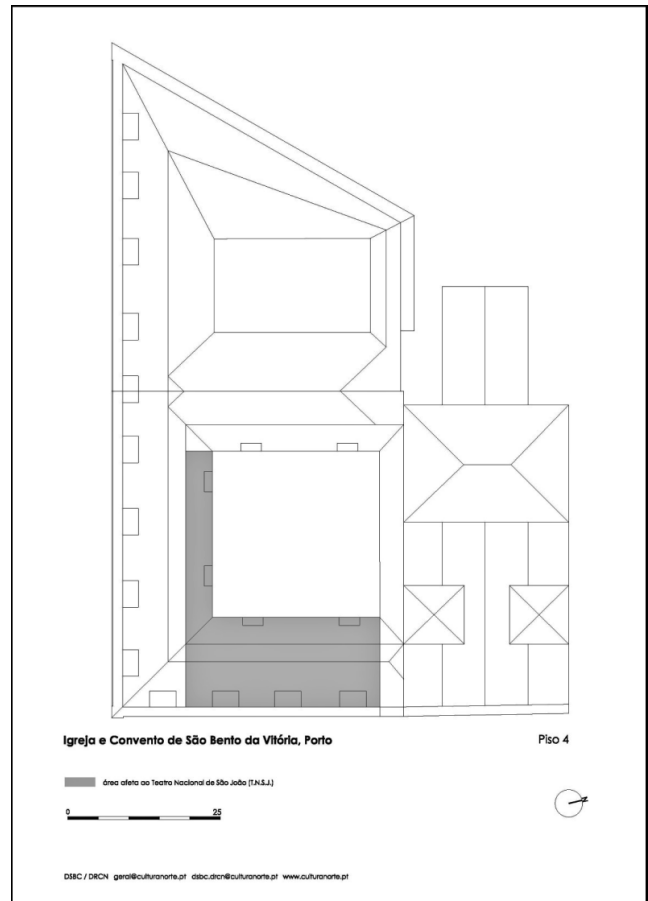 Igreja e Convento de São Bento da Vitória, Porto
Piso 4
área afeta ao Teatro Nacional de São João (T.N.S.J.)
0 25
N
DSBC / DRCN geral@culturanorte.pt dsbc.drcn@culturanorte.pt www.culturanorte.pt